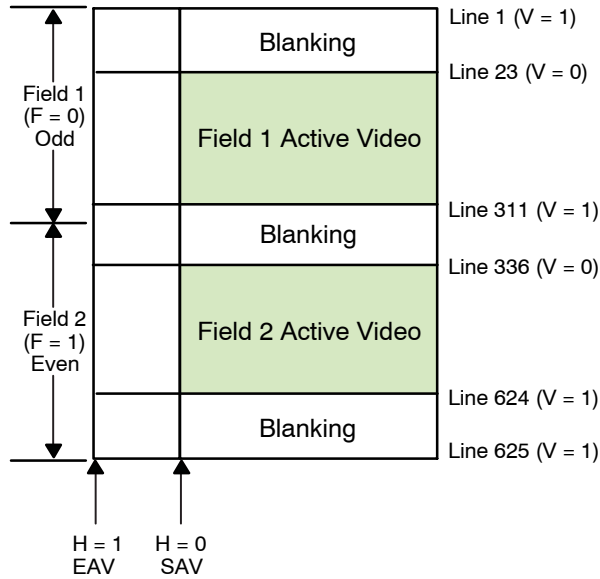 Line 1 (V = 1)
Blanking
Line 23 (V = 0)
Field 1
(F = 0)
Odd
Field 1 Active Video
Line 311 (V = 1)
Blanking
Line 336 (V = 0)
Field 2
(F = 1)
Even
Field 2 Active Video
Line 624 (V = 1)
Blanking
Line 625 (V = 1)
H = 1
EAV
H = 0
SAV